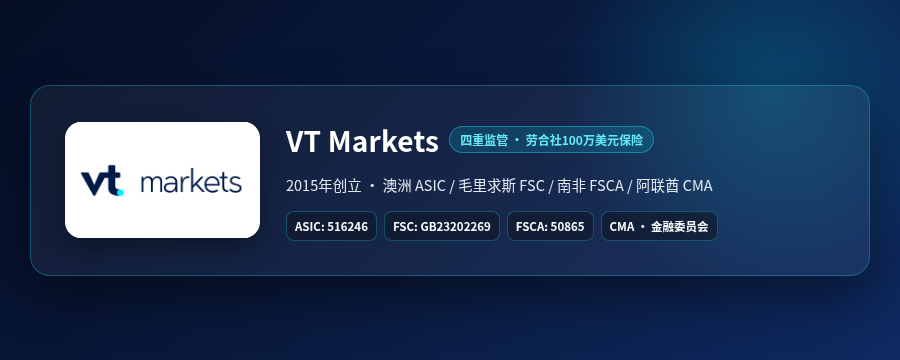 vt markets
VT Markets
四重监管 · 劳合社100万美元保险
2015年创立 · 澳洲 ASIC / 毛里求斯 FSC / 南非 FSCA / 阿联酋 CMA
ASIC: 516246
FSC: GB23202269
FSCA: 50865
CMA · 金融委员会